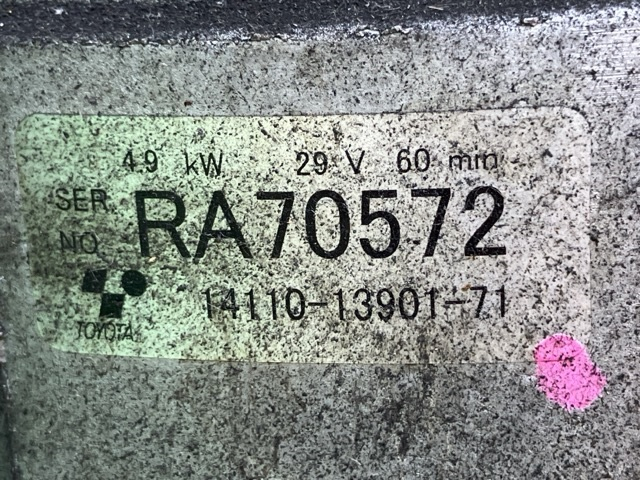 4.9 kW 29 V 60 min
SER. NO. RA70572
14110-13901-71
TOYOTA